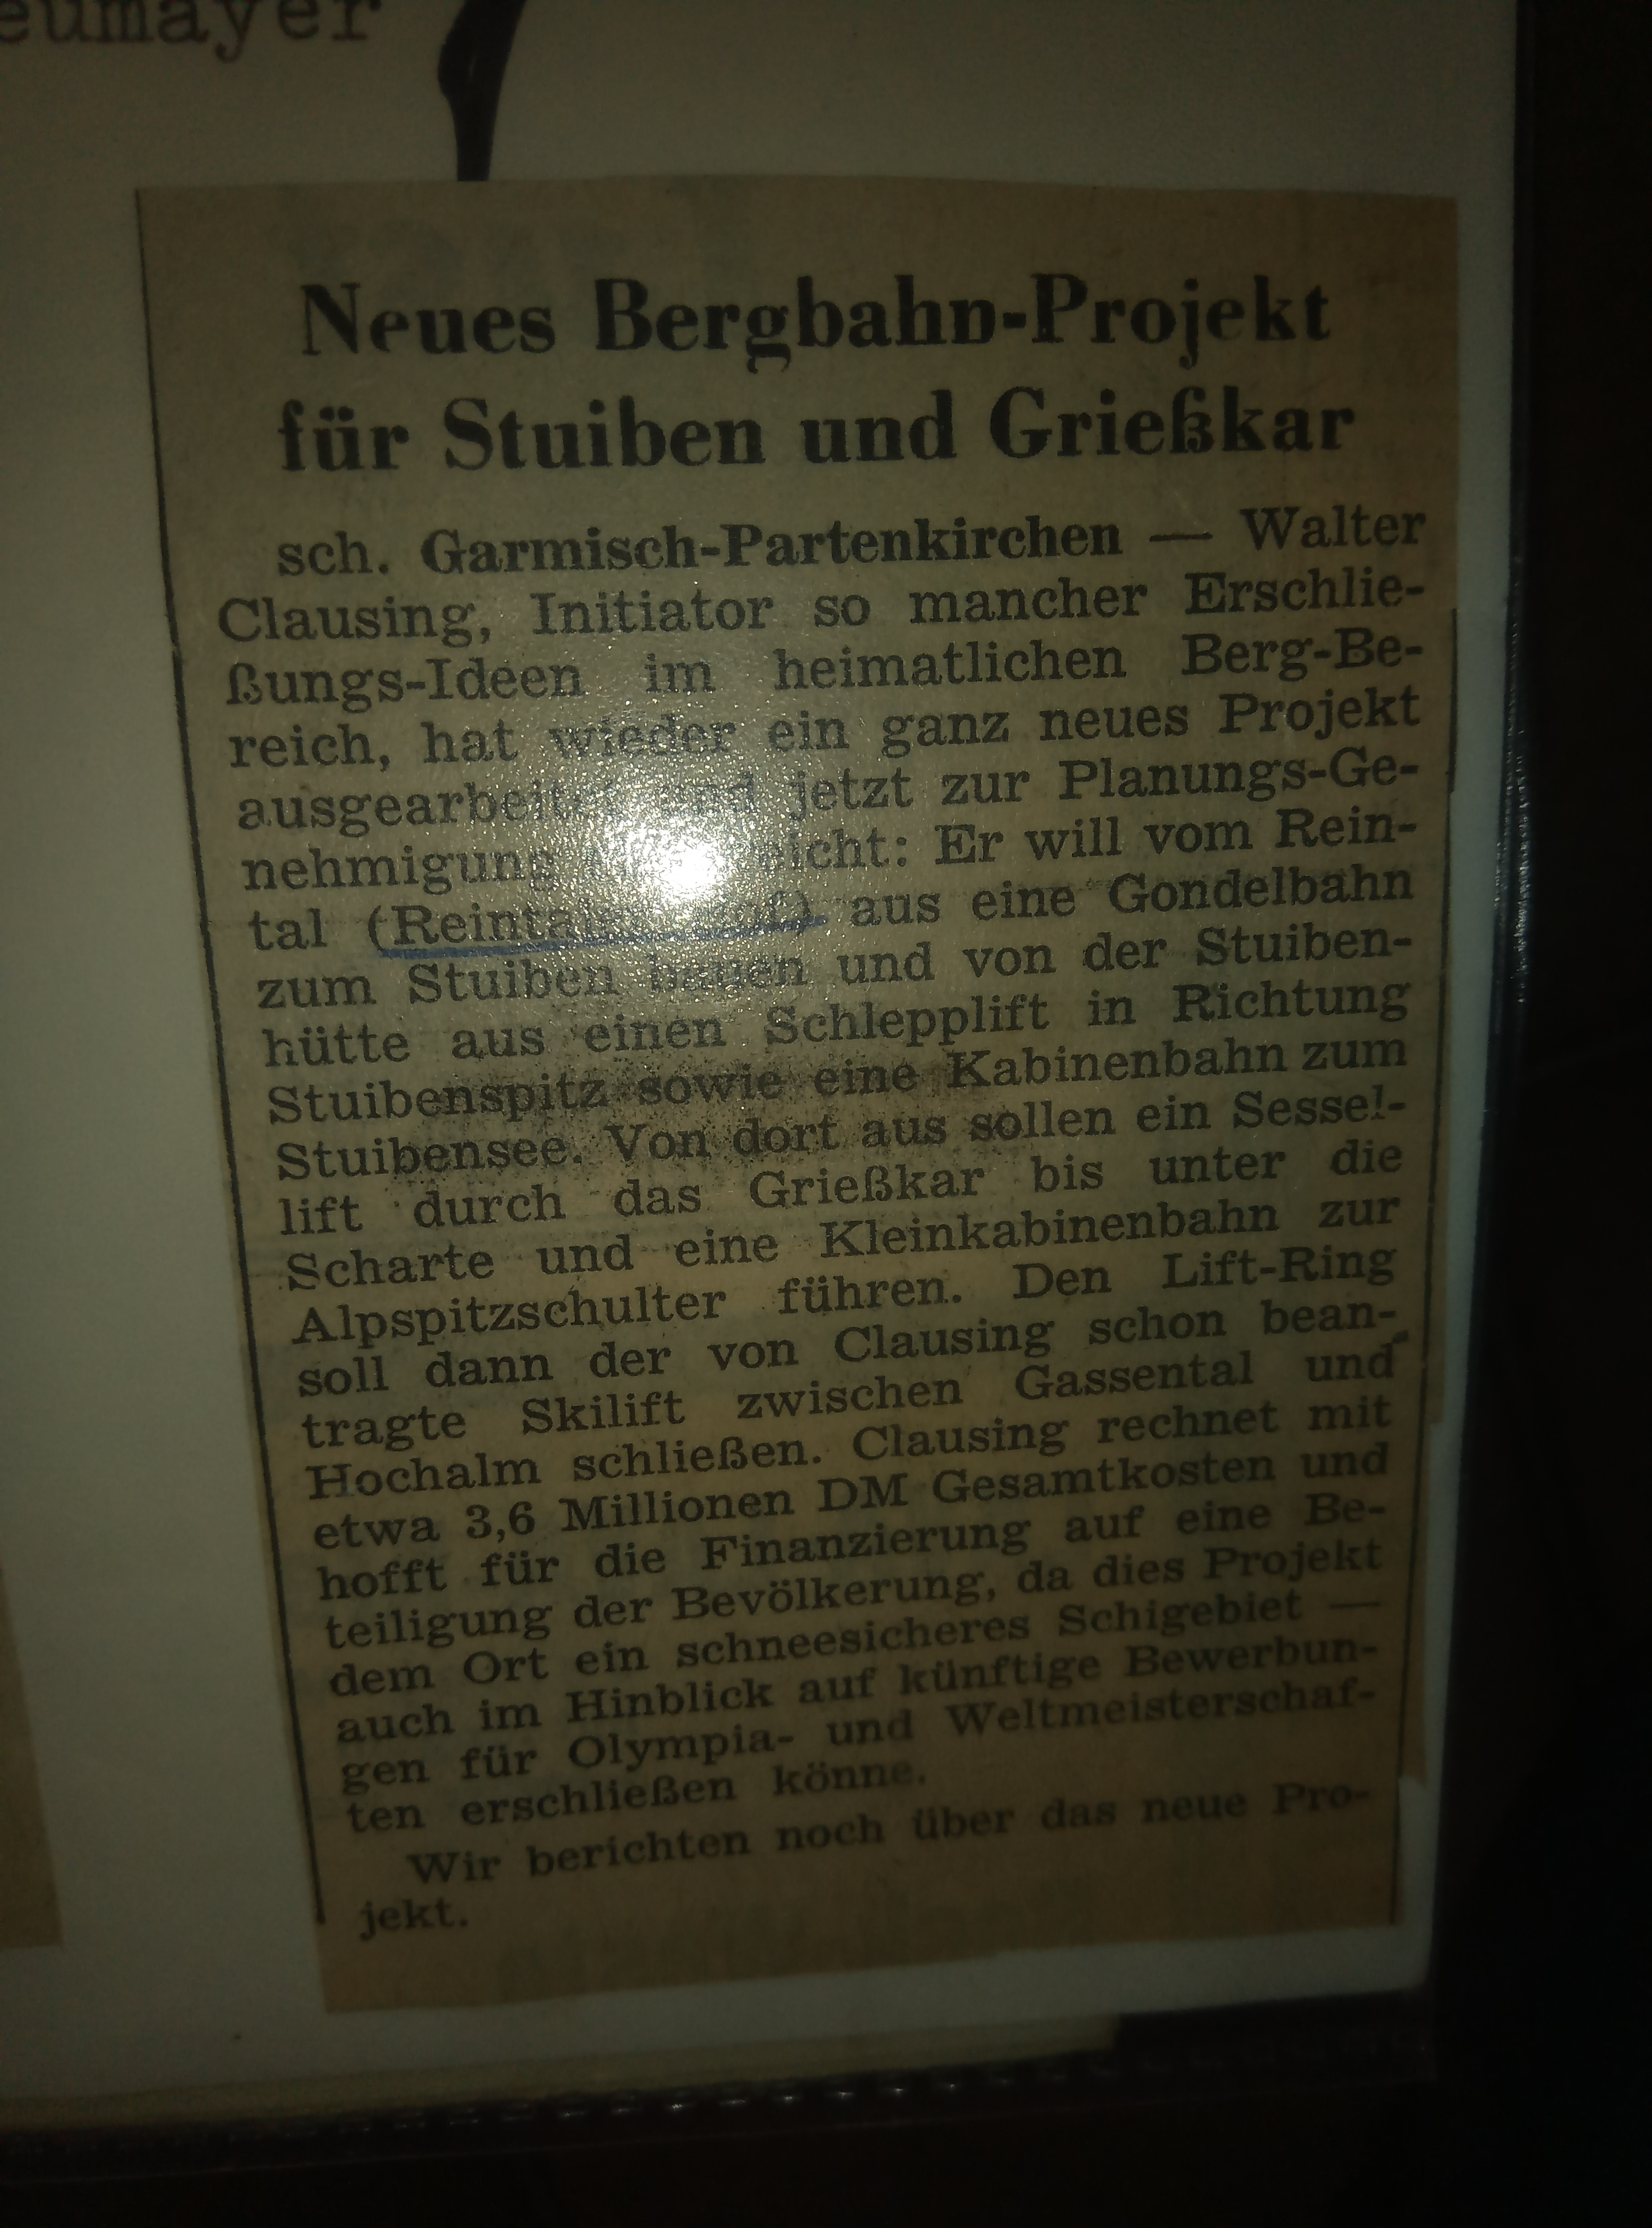 eumayer
Neues Bergbahn-Projekt
für Stuiben und Grießkar
sch. Garmisch-Partenkirchen — Walter
Clausing, Initiator so mancher Erschlie-
ßungs-Ideen im heimatlichen Berg-Be-
reich, hat wieder ein ganz neues Projekt
ausgearbeitet und jetzt zur Planungs-Ge-
nehmigung Er will vom Rein-
tal aus eine Gondelbahn
zum Stuiben bauen und von der Stuiben-
hütte aus einen Schlepplift in Richtung
Stuibenspitz sowie eine Kabinenbahn zum
Stuibensee. Von dort aus sollen ein Sessel-
lift durch das Grießkar bis unter die
Scharte und eine Kleinkabinenbahn zur
Alpspitzschulter führen. Den Lift-Ring
soll dann der von Clausing schon bean-
tragte Skilift zwischen Gassental und
Hochalm schließen. Clausing rechnet mit
etwa 3,6 Millionen DM Gesamtkosten und
hofft für die Finanzierung auf eine Be-
teiligung der Bevölkerung, da dies Projekt
dem Ort ein schneesicheres Schigebiet —
auch im Hinblick auf künftige Bewerbun-
gen für Olympia- und Weltmeisterschaf-
ten erschließen könne.
Wir berichten noch über das neue Pro-
jekt.